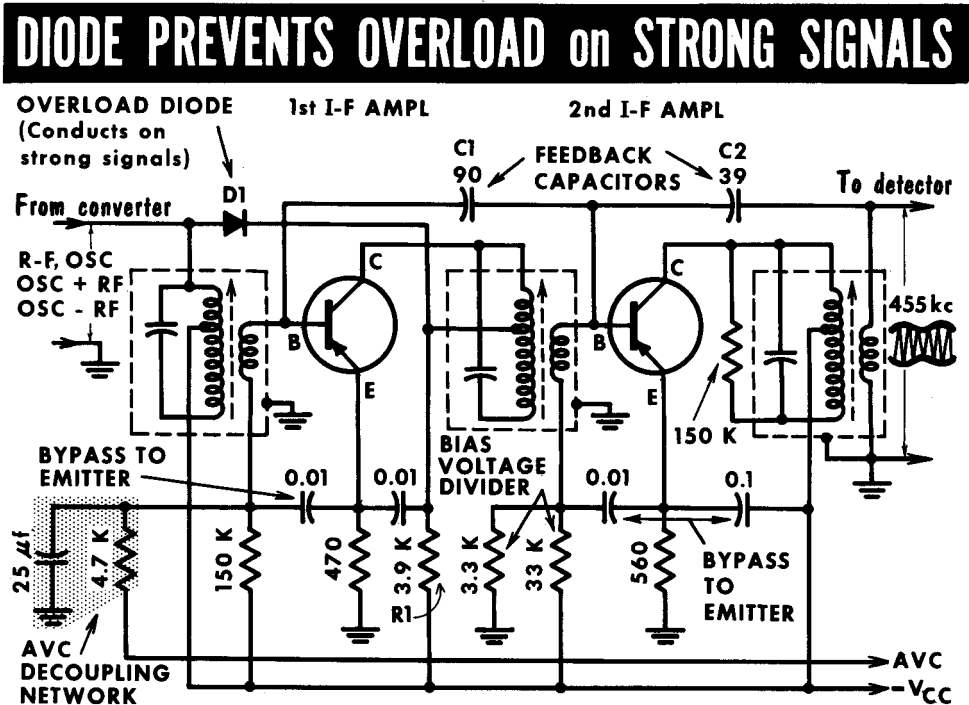 DIODE PREVENTS OVERLOAD on STRONG SIGNALS
OVERLOAD DIODE
(Conducts on
strong signals)
1st I-F AMPL
2nd I-F AMPL
C1
90
FEEDBACK
CAPACITORS
C2
39
To detector
From converter
D1
R-F, OSC
OSC + RF
OSC - RF
C
B
E
C
B
E
455kc
150 K
BYPASS TO
EMITTER
0.01
0.01
BIAS
VOLTAGE
DIVIDER
0.01
0.1
25 µf
4.7 K
150 K
470
3.9 K
R1
3.3 K
33 K
560
BYPASS
TO
EMITTER
AVC
DECOUPLING
NETWORK
AVC
-VCC